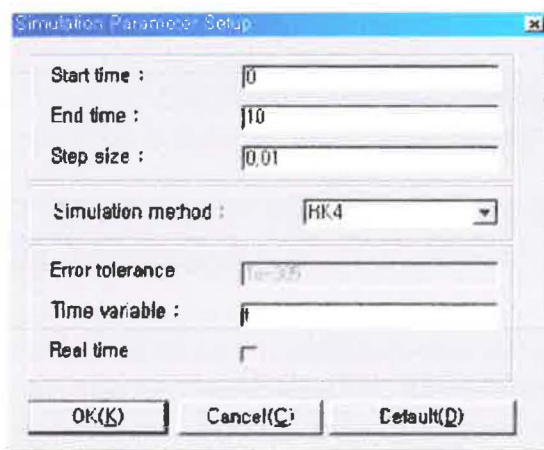 Simulation Parameter Setup
Start time : 0
End time : 10
Step size : 0.01
Simulation method : RK4
Error tolerance
Time variable : t
Real time
OK(K) Cancel(C) Default(D)